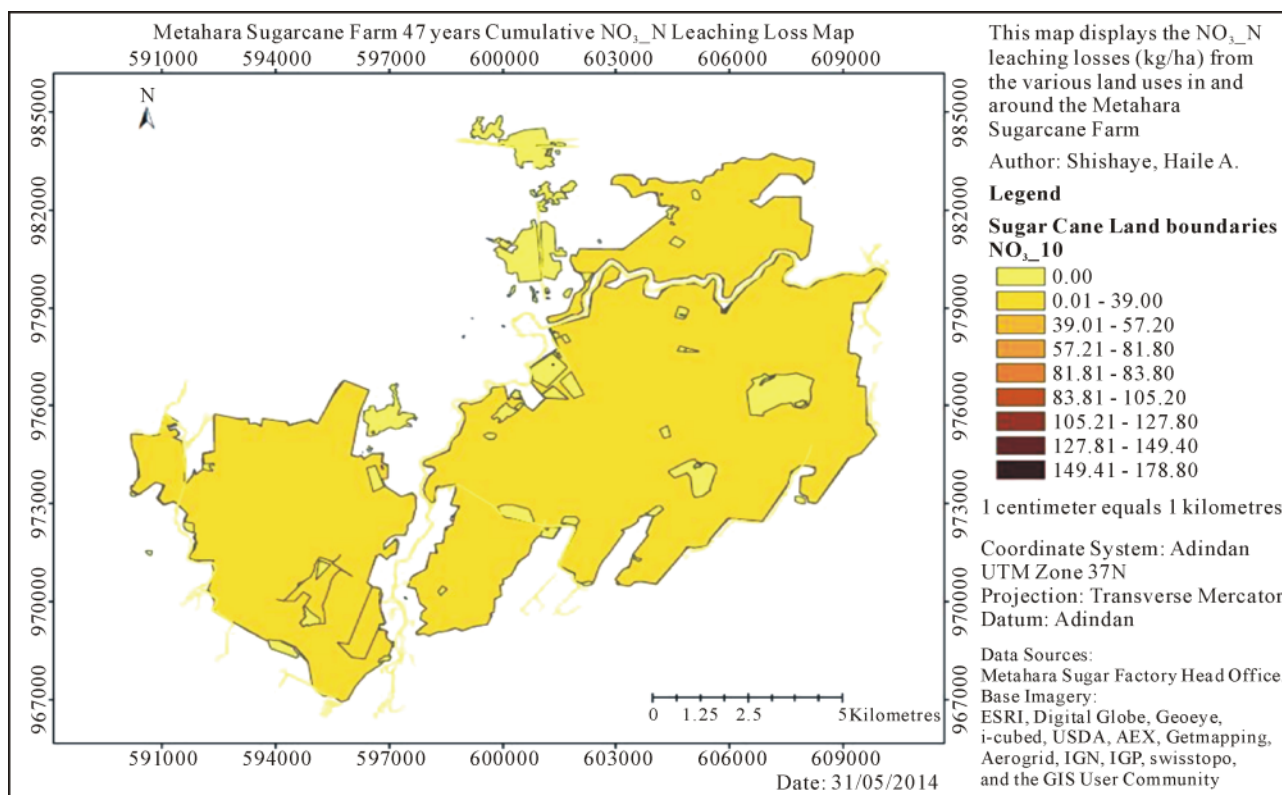 Metahara Sugarcane Farm 47 years Cumulative NO₃_N Leaching Loss Map
591000 594000 597000 600000 603000 606000 609000
N
985000
982000
979000
976000
973000
970000
967000
985000
982000
979000
976000
973000
970000
967000
0 1.25 2.5 5 Kilometres
591000 594000 597000 600000 603000 606000 609000
Date: 31/05/2014
This map displays the NO₃_N
leaching losses (kg/ha) from
the various land uses in and
around the Metahara
Sugarcane Farm
Author: Shishaye, Haile A.
Legend
Sugar Cane Land boundaries
NO₃_10
0.00
0.01 - 39.00
39.01 - 57.20
57.21 - 81.80
81.81 - 83.80
83.81 - 105.20
105.21 - 127.80
127.81 - 149.40
149.41 - 178.80
1 centimeter equals 1 kilometres
Coordinate System: Adindan
UTM Zone 37N
Projection: Transverse Mercator
Datum: Adindan
Data Sources:
Metahara Sugar Factory Head Office
Base Imagery:
ESRI, Digital Globe, Geoeye,
i-cubed, USDA, AEX, Getmapping,
Aerogrid, IGN, IGP, swisstopo,
and the GIS User Community